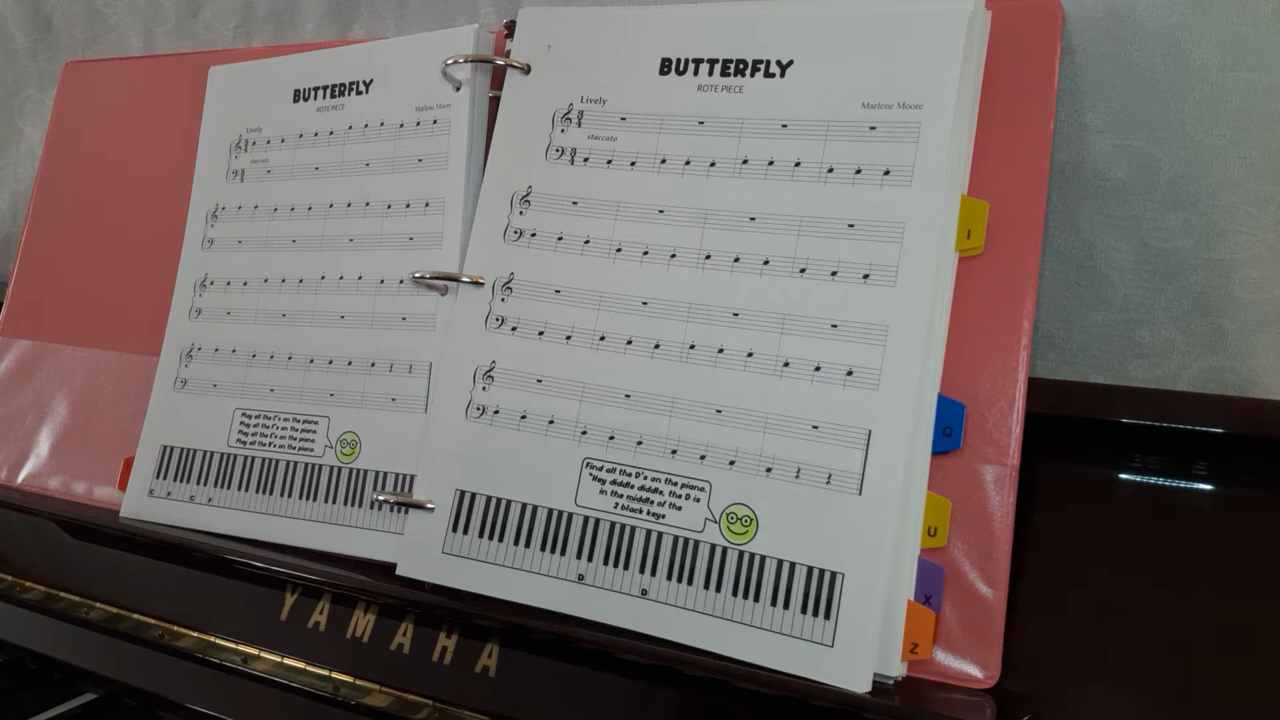 BUTTERFLY
ROTE PIECE
Marlene Moore
Lively
staccato
Play all the C's on the piano.
Play all the F's on the piano.
Play all the E's on the piano.
Play all the B's on the piano.
C F C F
7
BUTTERFLY
ROTE PIECE
Marlene Moore
Lively
staccato
Find all the D's on the piano.
"Hey diddle diddle, the D is
in the middle of the
2 black keys
D D
I
Q
U
X
Z
YAMAHA